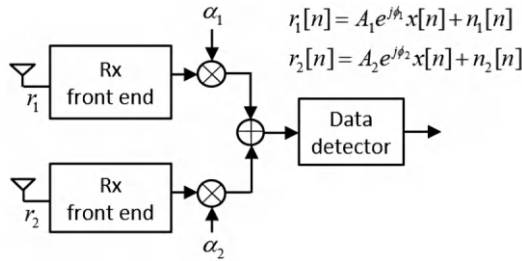 α₁
r₁[n] = A₁e^{jϕ₁}x[n] + n₁[n]
r₂[n] = A₂e^{jϕ₂}x[n] + n₂[n]
Rx
front end
r₁
Data
detector
Rx
front end
r₂
α₂